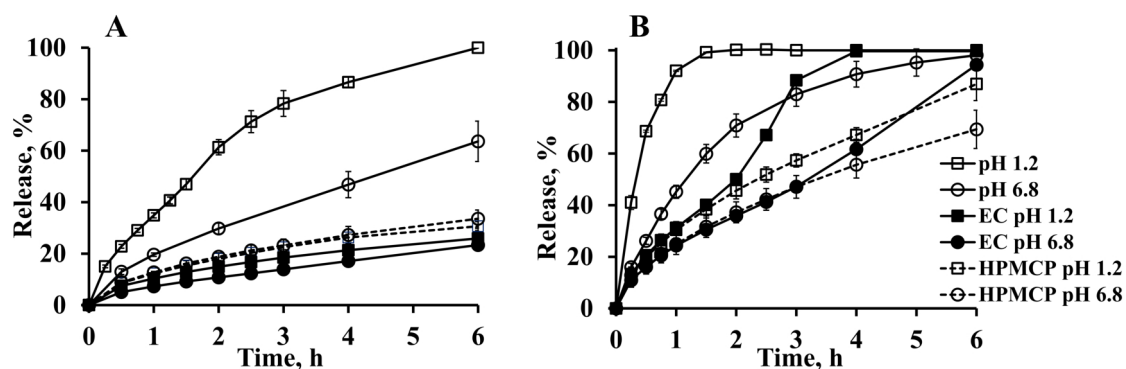 A
Release, %
100
80
60
40
20
0
0 1 2 3 4 6
Time, h
B
Release, %
100
80
60
40
20
0
0 1 2 3 4 5 6
Time, h
pH 1.2
pH 6.8
EC pH 1.2
EC pH 6.8
HPMCP pH 1.2
HPMCP pH 6.8